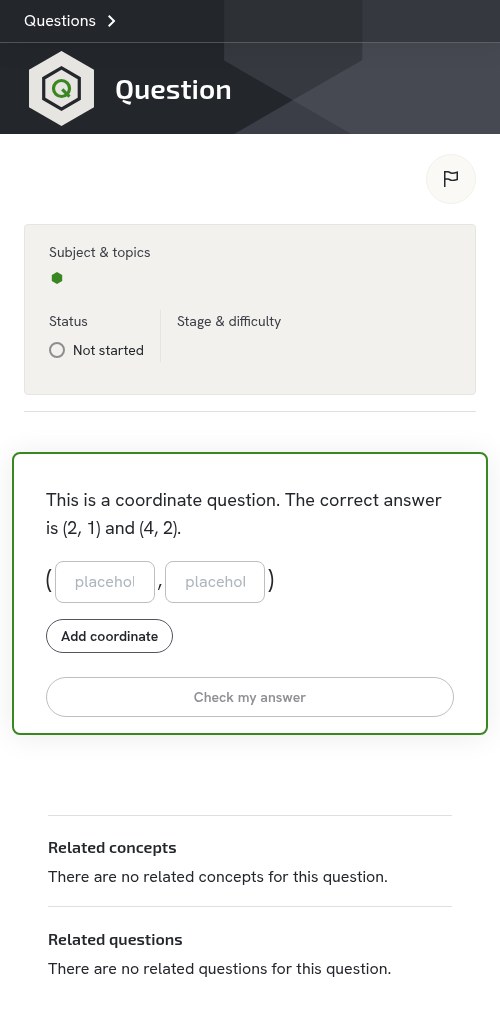 Questions
Question
Subject & topics
Status
Stage & difficulty
Not started
This is a coordinate question. The correct answer
is (2, 1) and (4, 2).
( placehol , placehol )
Add coordinate
Check my answer
Related concepts
There are no related concepts for this question.
Related questions
There are no related questions for this question.